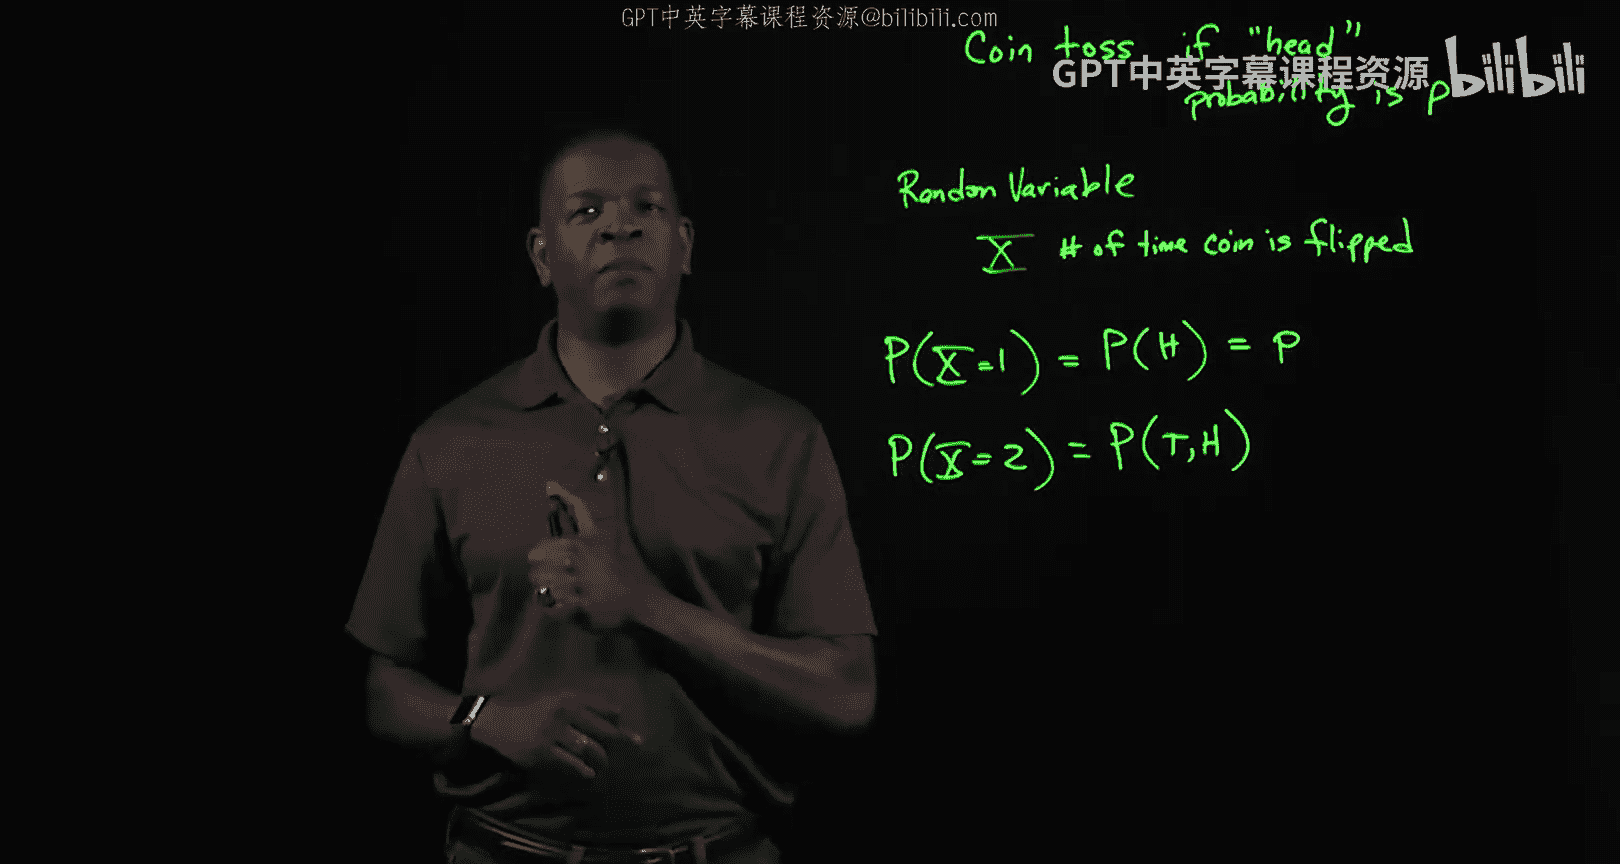 GPT中英字幕课程资源@bilibili.com
Coin toss if "head"
GPT中英字幕课程资源 bilibili
probability is p
Random Variable
X # of time coin is flipped
P(X=1) = P(H) = P
P(X=2) = P(T,H)